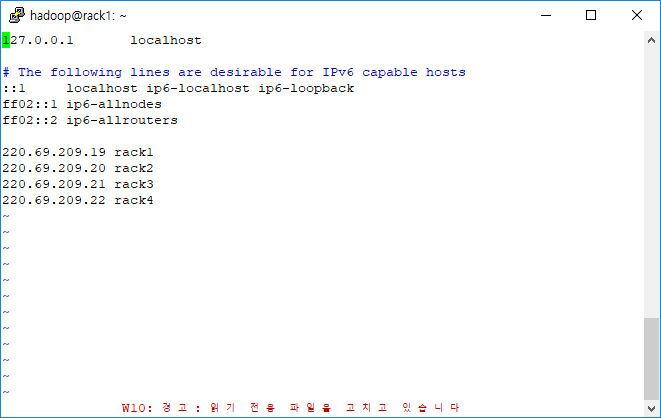 hadoop@rack1: ~
127.0.0.1       localhost
# The following lines are desirable for IPv6 capable hosts
::1     localhost ip6-localhost ip6-loopback
ff02::1 ip6-allnodes
ff02::2 ip6-allrouters
220.69.209.19 rack1
220.69.209.20 rack2
220.69.209.21 rack3
220.69.209.22 rack4
~
~
~
~
~
~
~
~
~
~
~
~
W10: 경고: 읽기 전용 파일을 고치고 있습니다